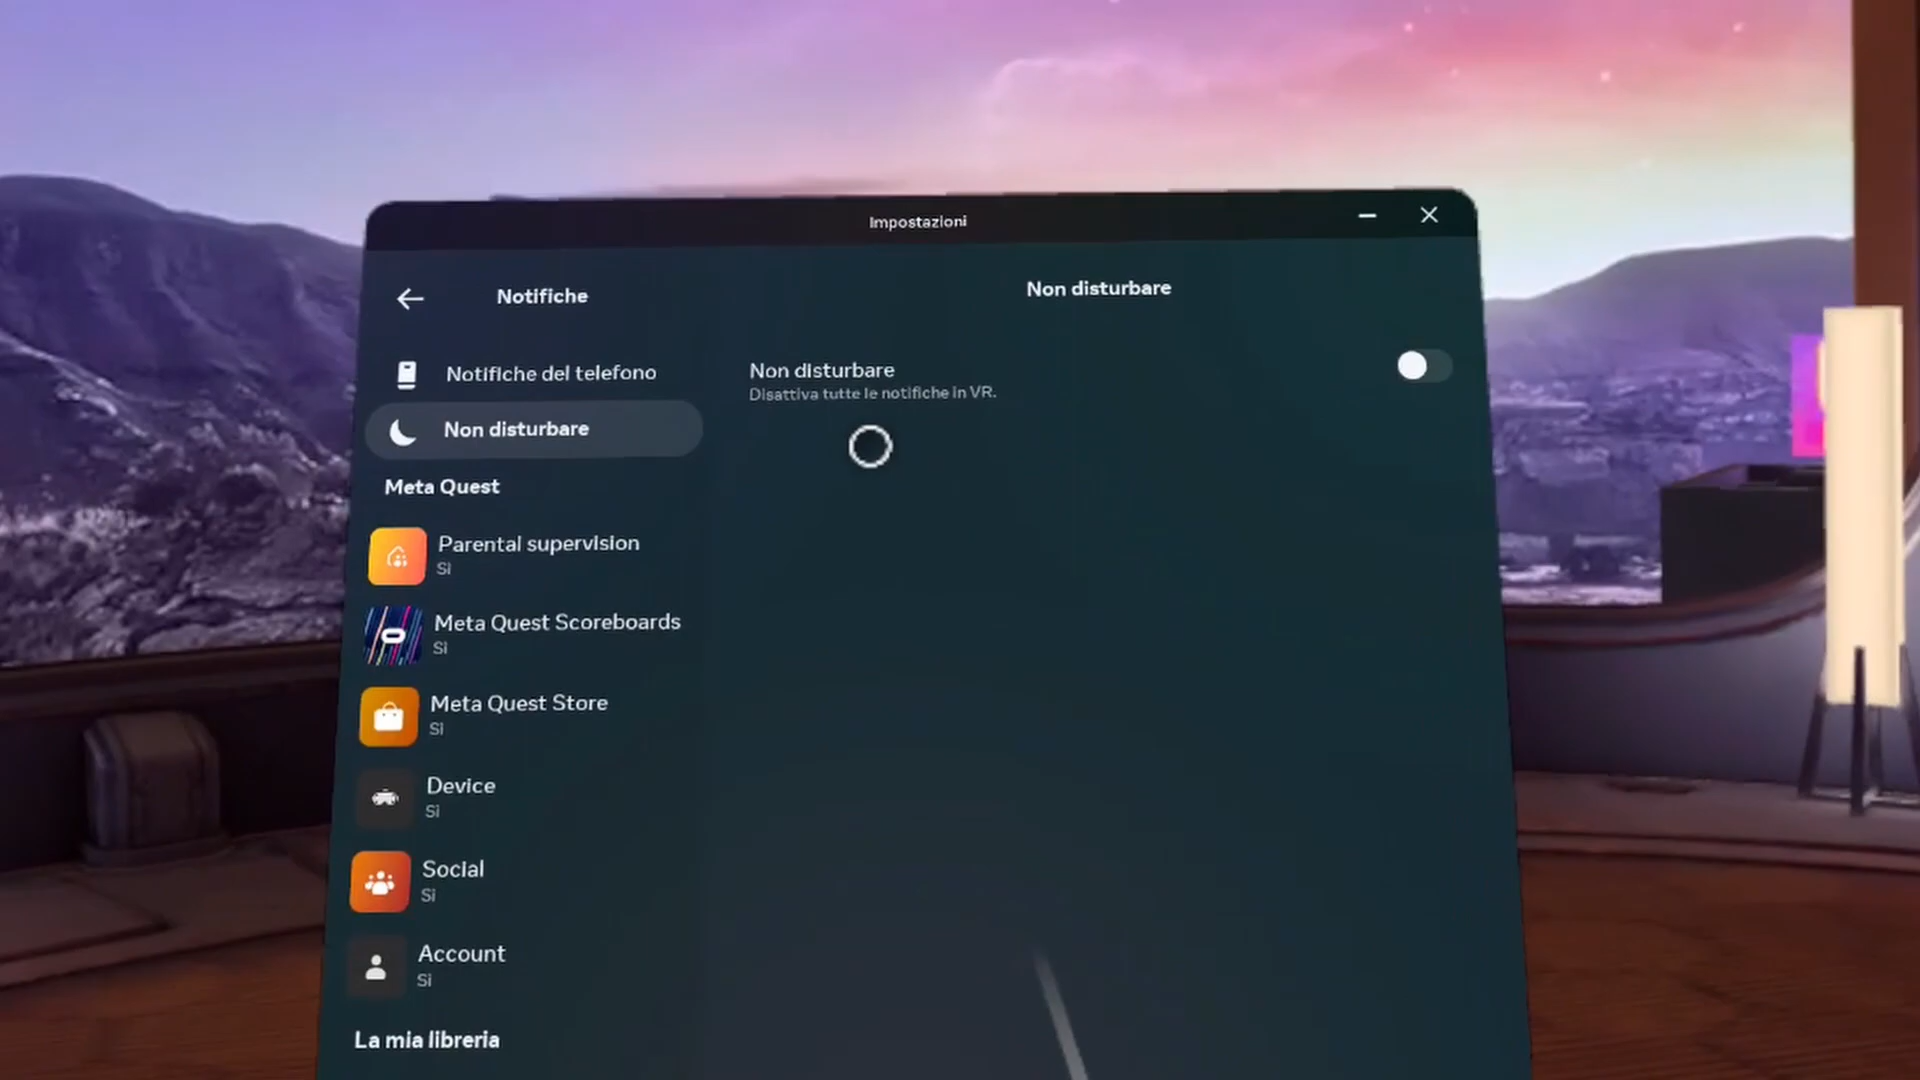 Impostazioni
Notifiche
Non disturbare
Notifiche del telefono
Non disturbare
Disattiva tutte le notifiche in VR.
Non disturbare
Meta Quest
Parental supervision
Sì
Meta Quest Scoreboards
Sì
Meta Quest Store
Sì
Device
Sì
Social
Sì
Account
Sì
La mia libreria